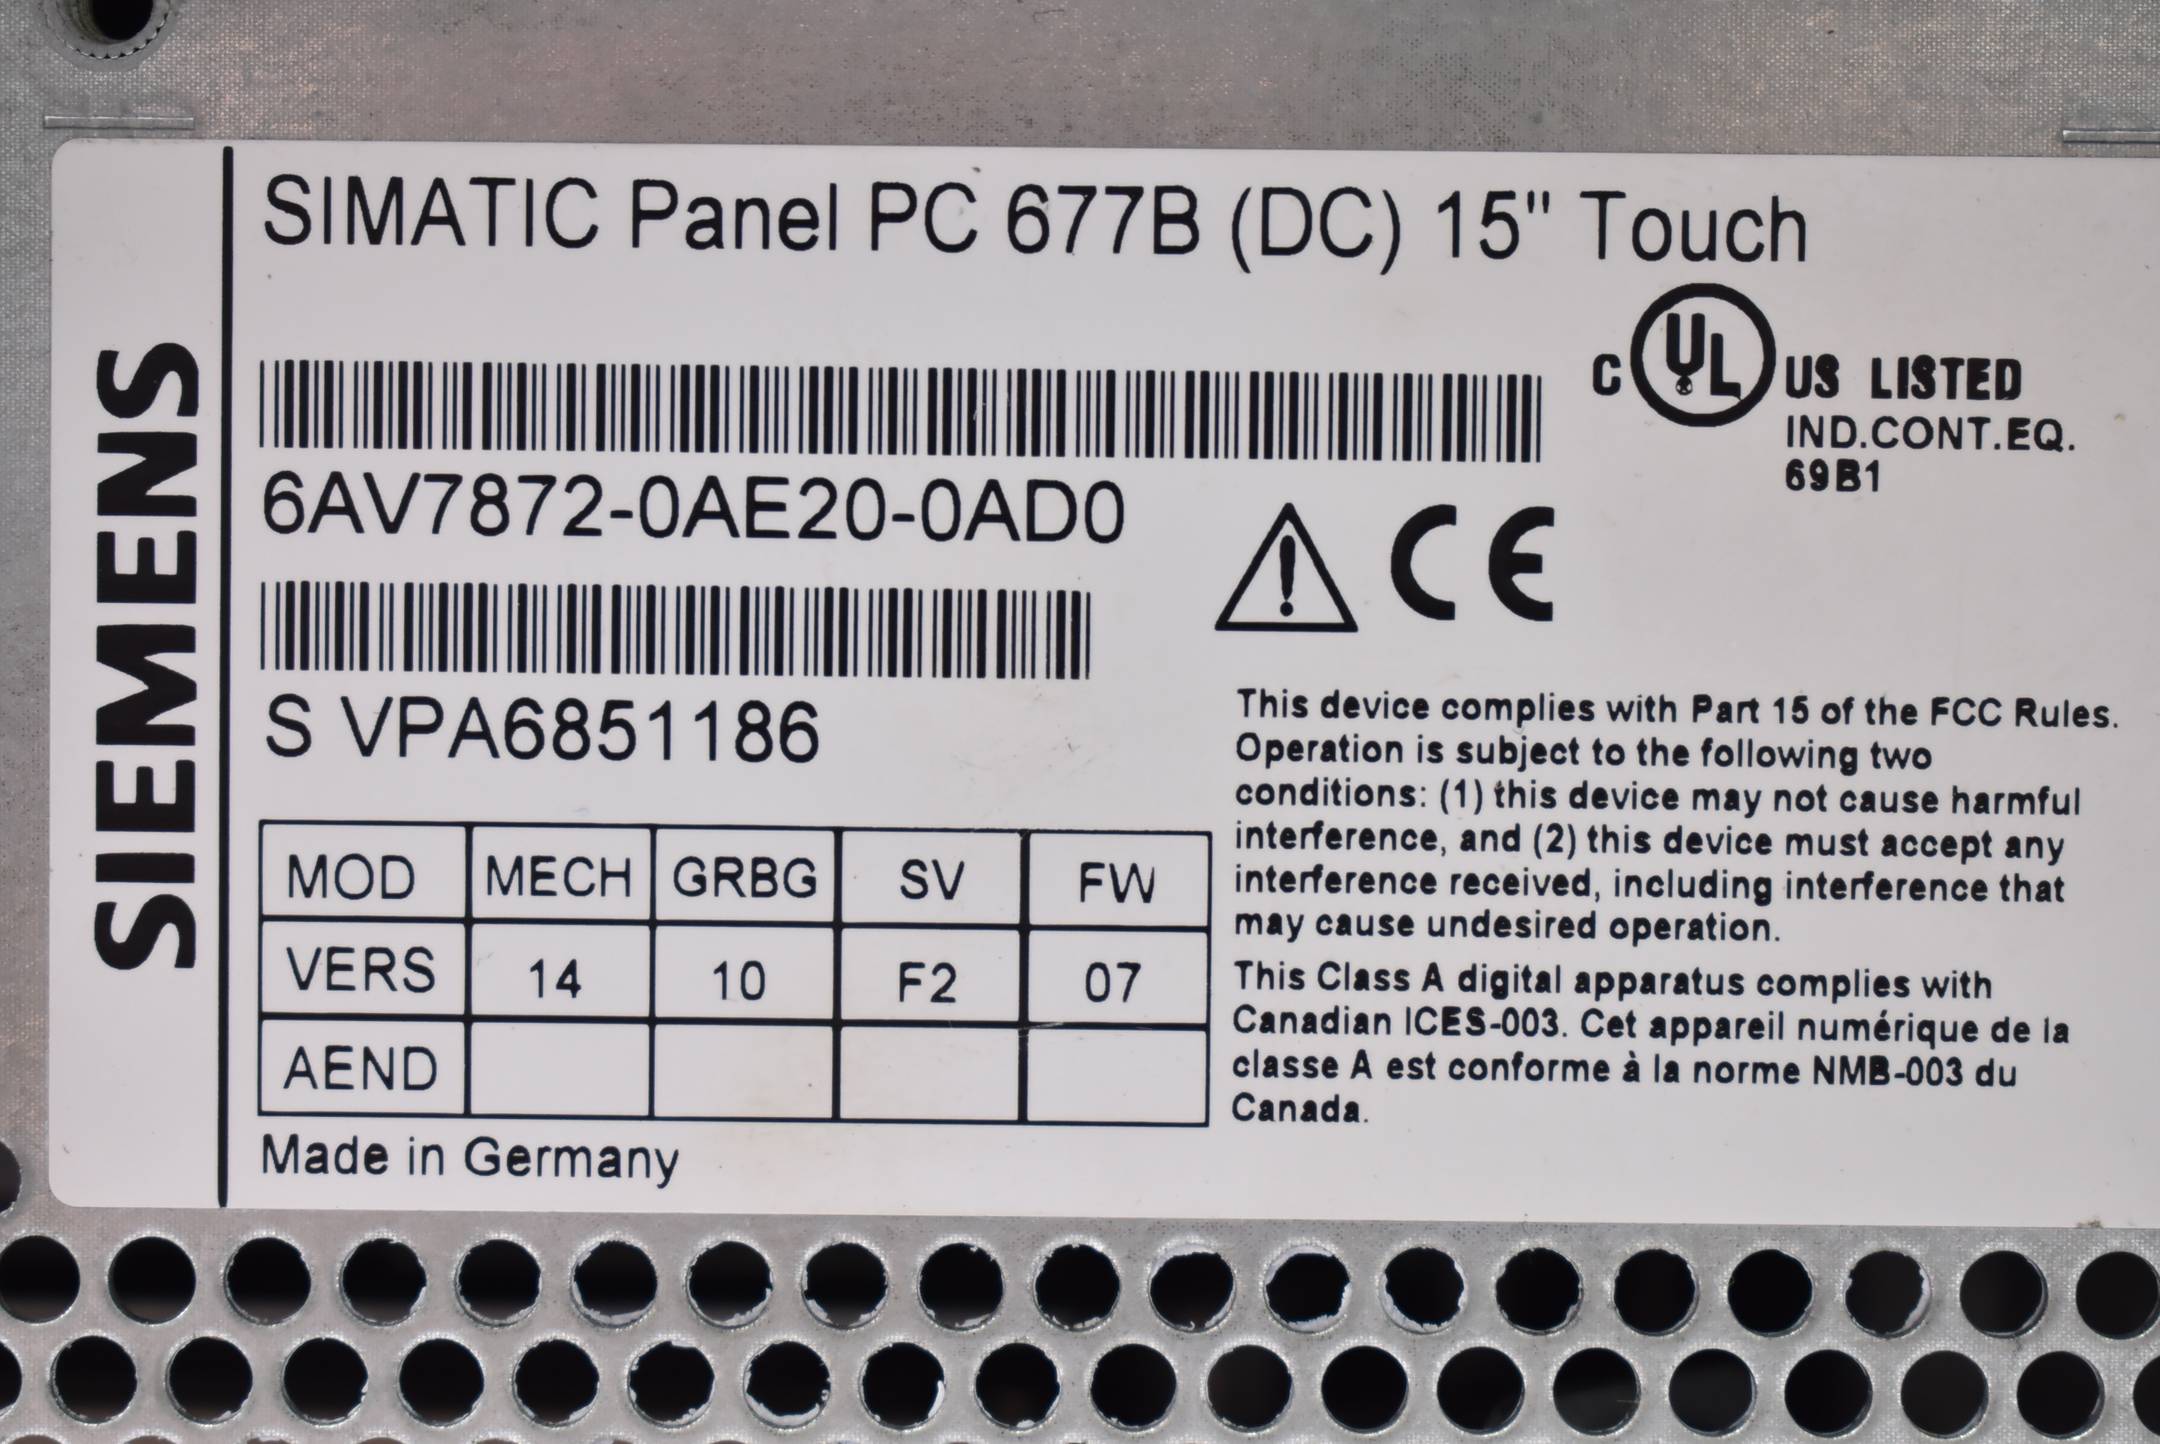 SIEMENS
SIMATIC Panel PC 677B (DC) 15" Touch
C UL US LISTED
IND.CONT.EQ.
69B1
6AV7872-0AE20-0AD0
CE
S VPA6851186
This device complies with Part 15 of the FCC Rules.
Operation is subject to the following two
conditions: (1) this device may not cause harmful
interference, and (2) this device must accept any
interference received, including interference that
may cause undesired operation.
This Class A digital apparatus complies with
Canadian ICES-003. Cet appareil numérique de la
classe A est conforme à la norme NMB-003 du
Canada.
MOD MECH GRBG SV FW
VERS 14 10 F2 07
AEND
Made in Germany